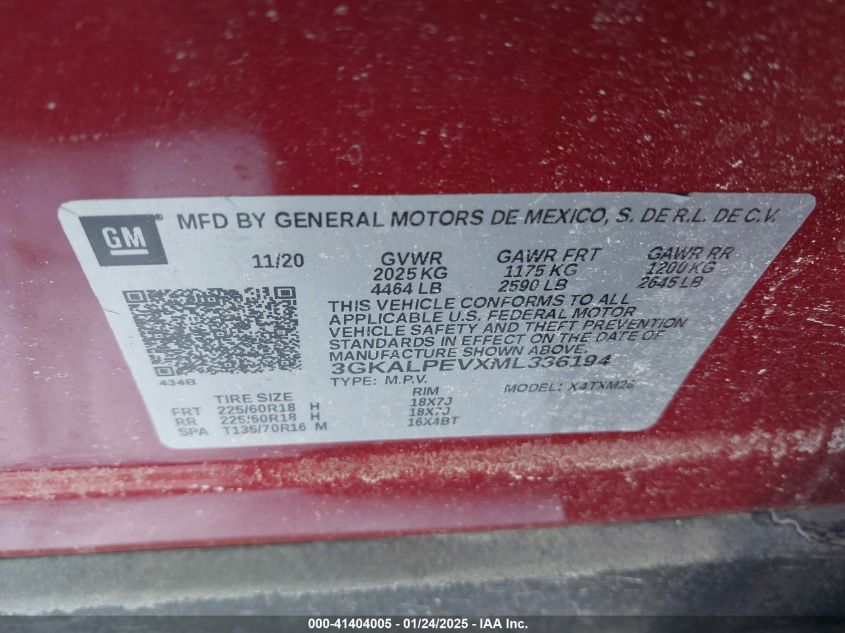 GM MFD BY GENERAL MOTORS DE MEXICO, S. DE R.L. DE C.V.
11/20 GVWR GAWR FRT GAWR RR
2025 KG 1175 KG 1200 KG
4464 LB 2590 LB 2645 LB
THIS VEHICLE CONFORMS TO ALL
APPLICABLE U.S. FEDERAL MOTOR
VEHICLE SAFETY AND THEFT PREVENTION
STANDARDS IN EFFECT ON THE DATE OF
MANUFACTURE SHOWN ABOVE.
3GKALPEVXML336194
434B TYPE: M.P.V. MODEL: X4TXM26
TIRE SIZE RIM
FRT 225/60R18 H 18X7J
RR 225/60R18 H 18X7J
SPA T135/70R16 M 16X4BT
000-41404005 - 01/24/2025 - IAA Inc.